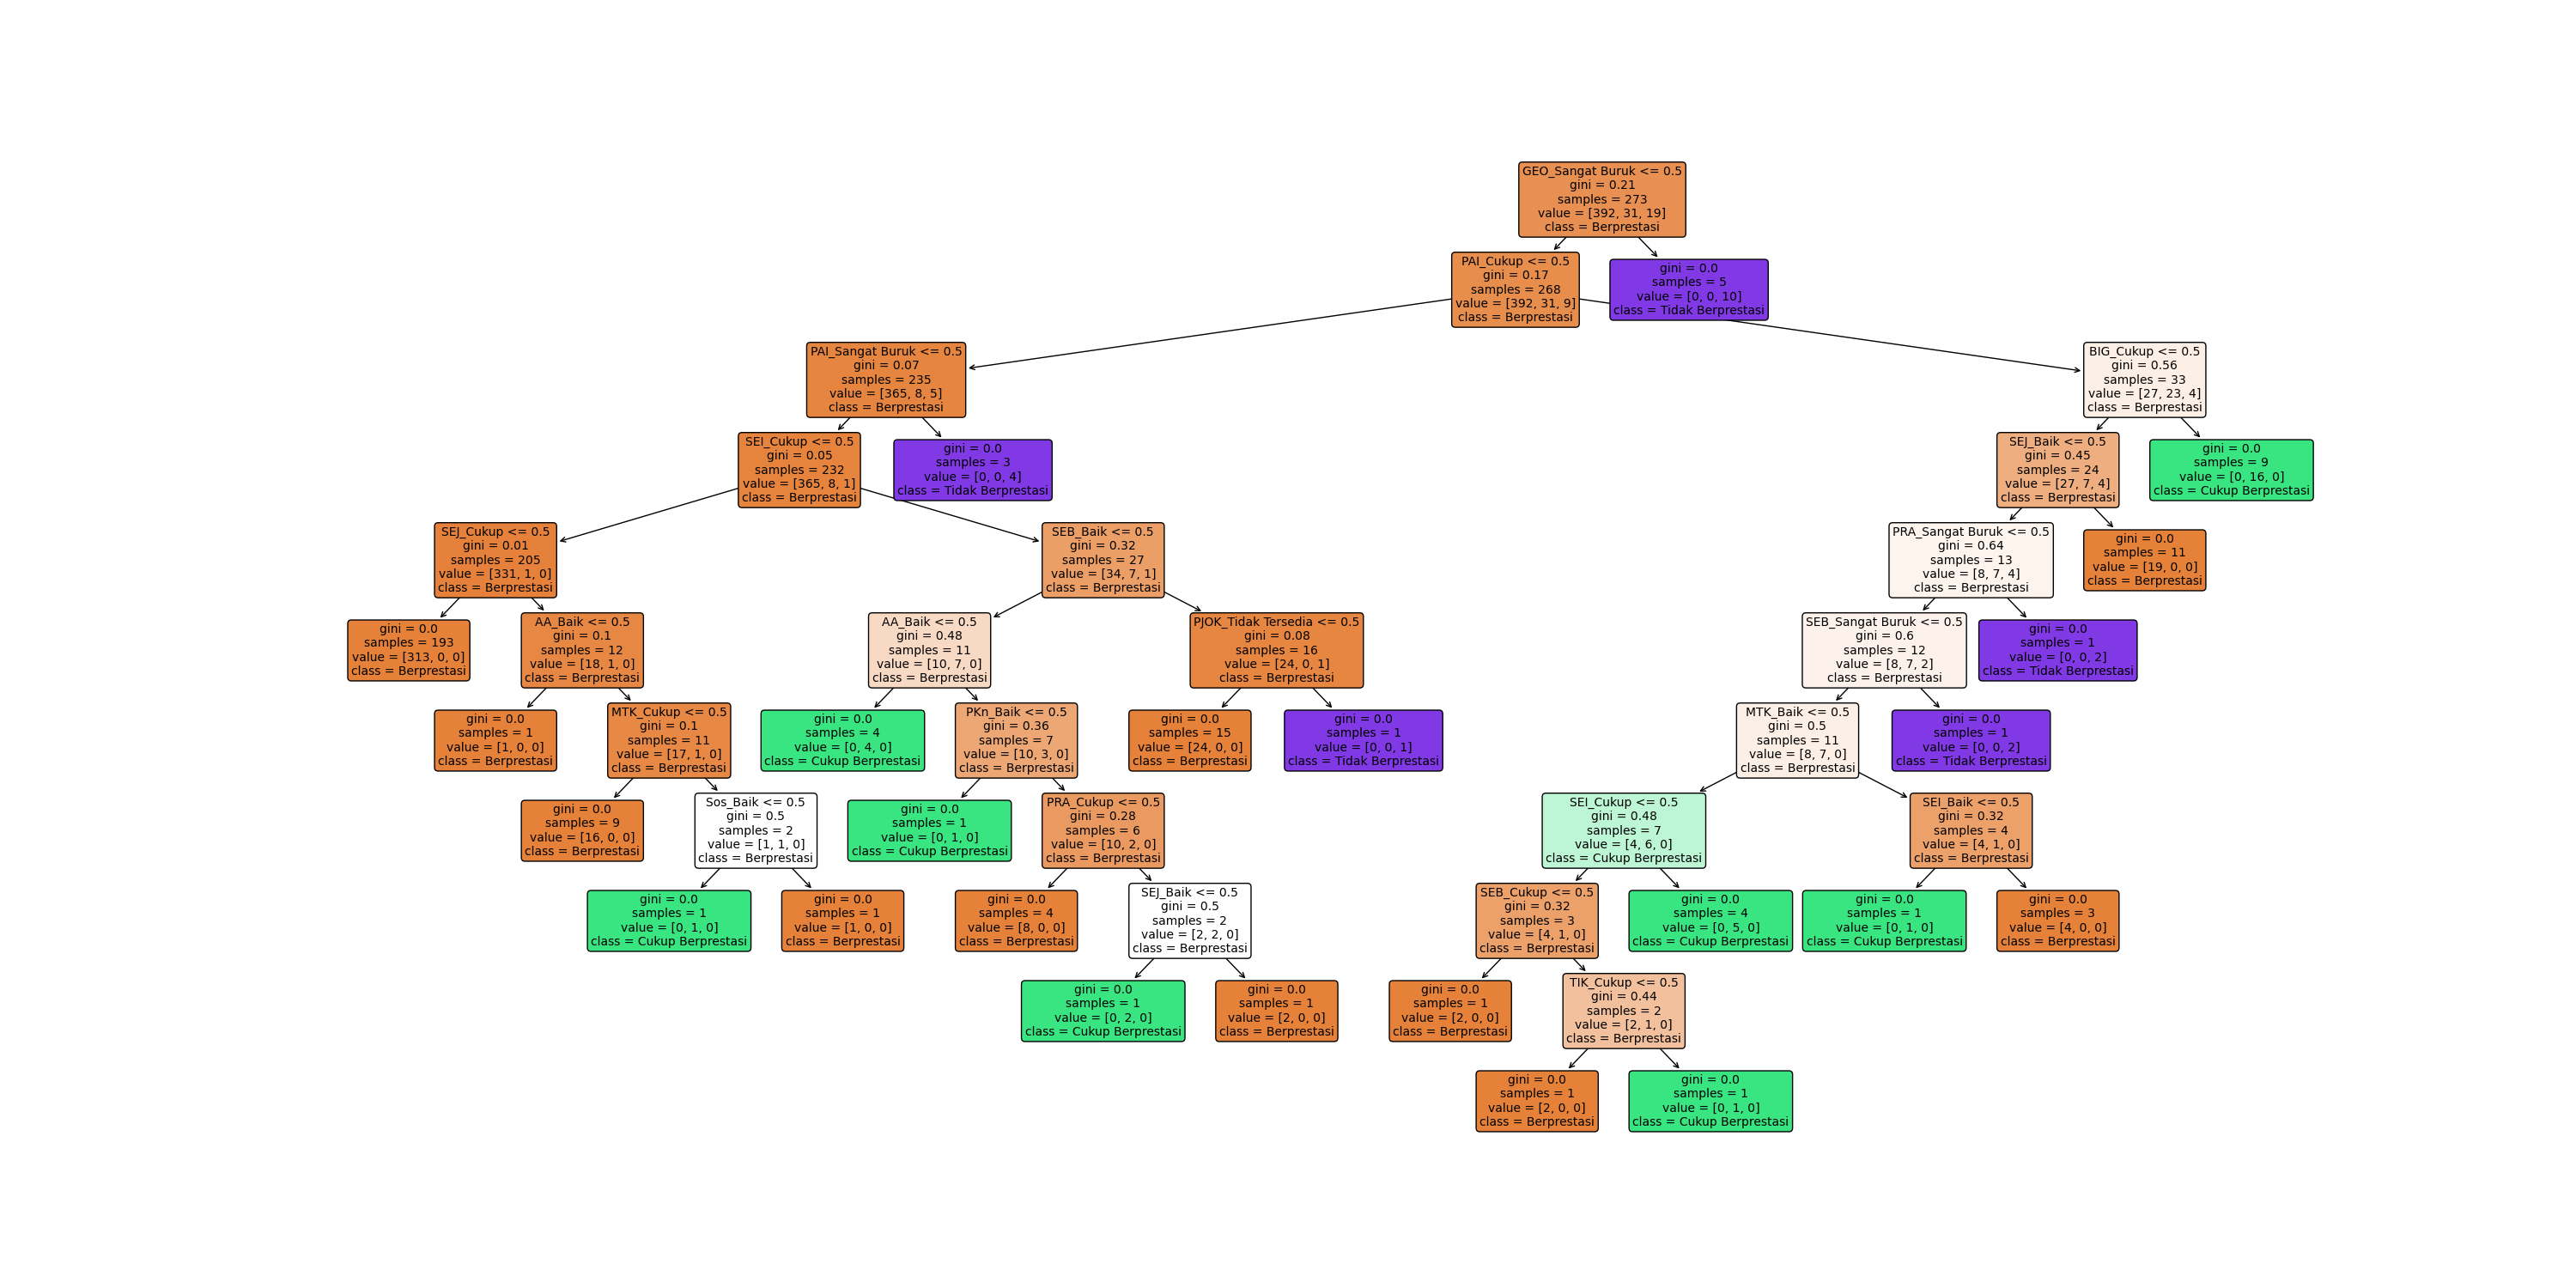 GEO_Sangat Buruk <= 0.5
gini = 0.21
samples = 273
value = [392, 31, 19]
class = Berprestasi
PAI_Cukup <= 0.5
gini = 0.17
samples = 268
value = [392, 31, 9]
class = Berprestasi
gini = 0.0
samples = 5
value = [0, 0, 10]
class = Tidak Berprestasi
PAI_Sangat Buruk <= 0.5
gini = 0.07
samples = 235
value = [365, 8, 5]
class = Berprestasi
BIG_Cukup <= 0.5
gini = 0.56
samples = 33
value = [27, 23, 4]
class = Berprestasi
SEI_Cukup <= 0.5
gini = 0.05
samples = 232
value = [365, 8, 1]
class = Berprestasi
gini = 0.0
samples = 3
value = [0, 0, 4]
class = Tidak Berprestasi
SEJ_Baik <= 0.5
gini = 0.45
samples = 24
value = [27, 7, 4]
class = Berprestasi
gini = 0.0
samples = 9
value = [0, 16, 0]
class = Cukup Berprestasi
SEJ_Cukup <= 0.5
gini = 0.01
samples = 205
value = [331, 1, 0]
class = Berprestasi
SEB_Baik <= 0.5
gini = 0.32
samples = 27
value = [34, 7, 1]
class = Berprestasi
PRA_Sangat Buruk <= 0.5
gini = 0.64
samples = 13
value = [8, 7, 4]
class = Berprestasi
gini = 0.0
samples = 11
value = [19, 0, 0]
class = Berprestasi
gini = 0.0
samples = 193
value = [313, 0, 0]
class = Berprestasi
AA_Baik <= 0.5
gini = 0.1
samples = 12
value = [18, 1, 0]
class = Berprestasi
AA_Baik <= 0.5
gini = 0.48
samples = 11
value = [10, 7, 0]
class = Berprestasi
PJOK_Tidak Tersedia <= 0.5
gini = 0.08
samples = 16
value = [24, 0, 1]
class = Berprestasi
SEB_Sangat Buruk <= 0.5
gini = 0.6
samples = 12
value = [8, 7, 2]
class = Berprestasi
gini = 0.0
samples = 1
value = [0, 0, 2]
class = Tidak Berprestasi
gini = 0.0
samples = 1
value = [1, 0, 0]
class = Berprestasi
MTK_Cukup <= 0.5
gini = 0.1
samples = 11
value = [17, 1, 0]
class = Berprestasi
gini = 0.0
samples = 4
value = [0, 4, 0]
class = Cukup Berprestasi
PKn_Baik <= 0.5
gini = 0.36
samples = 7
value = [10, 3, 0]
class = Berprestasi
gini = 0.0
samples = 15
value = [24, 0, 0]
class = Berprestasi
gini = 0.0
samples = 1
value = [0, 0, 1]
class = Tidak Berprestasi
MTK_Baik <= 0.5
gini = 0.5
samples = 11
value = [8, 7, 0]
class = Berprestasi
gini = 0.0
samples = 1
value = [0, 0, 2]
class = Tidak Berprestasi
gini = 0.0
samples = 9
value = [16, 0, 0]
class = Berprestasi
Sos_Baik <= 0.5
gini = 0.5
samples = 2
value = [1, 1, 0]
class = Berprestasi
gini = 0.0
samples = 1
value = [0, 1, 0]
class = Cukup Berprestasi
PRA_Cukup <= 0.5
gini = 0.28
samples = 6
value = [10, 2, 0]
class = Berprestasi
SEI_Cukup <= 0.5
gini = 0.48
samples = 7
value = [4, 6, 0]
class = Cukup Berprestasi
SEI_Baik <= 0.5
gini = 0.32
samples = 4
value = [4, 1, 0]
class = Berprestasi
gini = 0.0
samples = 1
value = [0, 1, 0]
class = Cukup Berprestasi
gini = 0.0
samples = 1
value = [1, 0, 0]
class = Berprestasi
gini = 0.0
samples = 4
value = [8, 0, 0]
class = Berprestasi
SEJ_Baik <= 0.5
gini = 0.5
samples = 2
value = [2, 2, 0]
class = Berprestasi
SEB_Cukup <= 0.5
gini = 0.32
samples = 3
value = [4, 1, 0]
class = Berprestasi
gini = 0.0
samples = 4
value = [0, 5, 0]
class = Cukup Berprestasi
gini = 0.0
samples = 1
value = [0, 1, 0]
class = Cukup Berprestasi
gini = 0.0
samples = 3
value = [4, 0, 0]
class = Berprestasi
gini = 0.0
samples = 1
value = [0, 2, 0]
class = Cukup Berprestasi
gini = 0.0
samples = 1
value = [2, 0, 0]
class = Berprestasi
gini = 0.0
samples = 1
value = [2, 0, 0]
class = Berprestasi
TIK_Cukup <= 0.5
gini = 0.44
samples = 2
value = [2, 1, 0]
class = Berprestasi
gini = 0.0
samples = 1
value = [2, 0, 0]
class = Berprestasi
gini = 0.0
samples = 1
value = [0, 1, 0]
class = Cukup Berprestasi